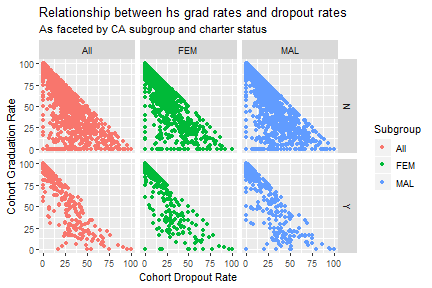 Relationship between hs grad rates and dropout rates
As faceted by CA subgroup and charter status
All FEM MAL
100
75
50
25
0
N
100
75
50
25
0
Y
0 25 50 75 100 0 25 50 75 100 0 25 50 75 100
Cohort Graduation Rate
Cohort Dropout Rate
Subgroup
All
FEM
MAL